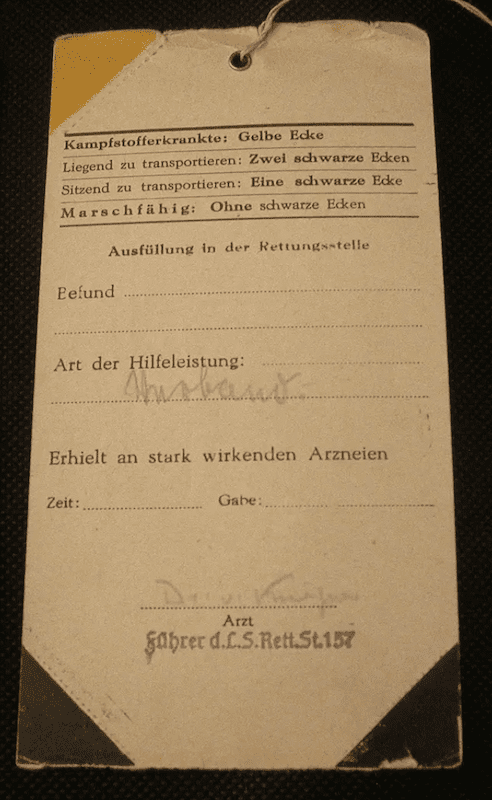 Kampfstofferkrankte: Gelbe Ecke
Liegend zu transportieren: Zwei schwarze Ecken
Sitzend zu transportieren: Eine schwarze Ecke
Marschfähig: Ohne schwarze Ecken
Ausfüllung in der Rettungsstelle
Befund
Art der Hilfeleistung:
Verband.
Erhielt an stark wirkenden Arzneien
Zeit: Gabe:
Dr.
Arzt
Führer d.L.S.Rett.St.157